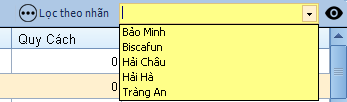 Lọc theo nhãn
Quy Cách
Bảo Minh
0 Biscafun
Hải Châu
Hải Hà
0 Tràng An